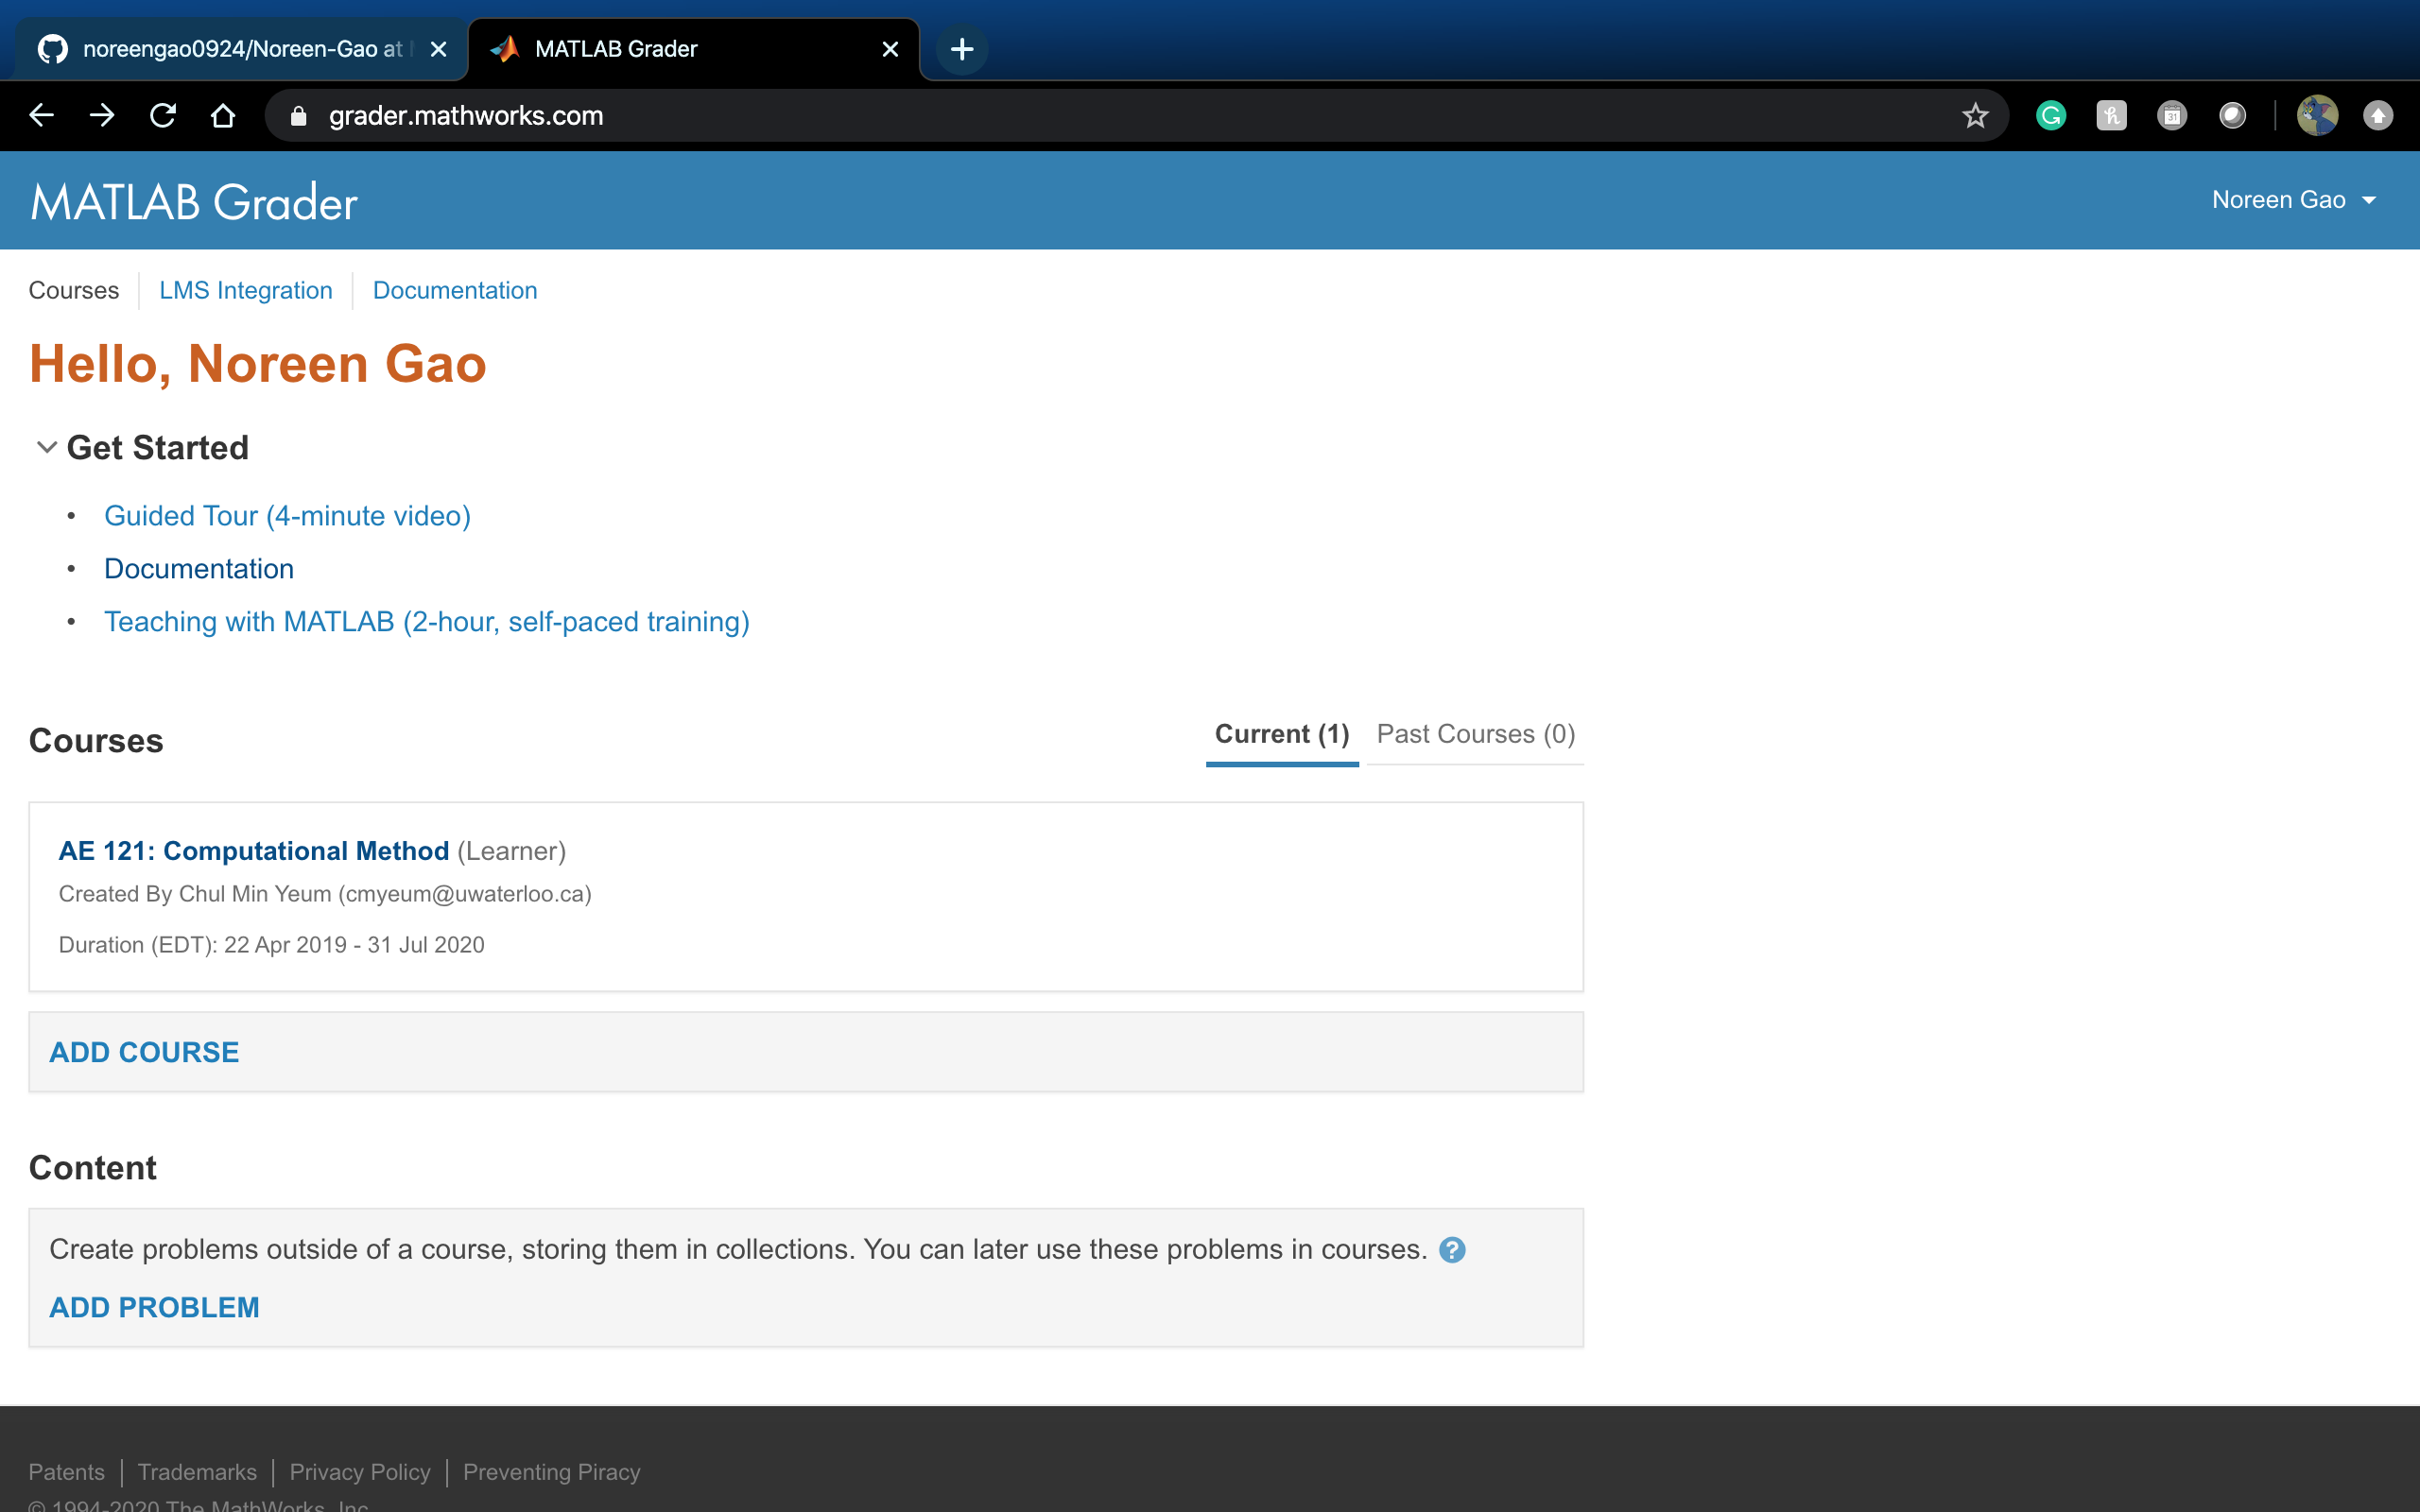 noreengao0924/Noreen-Gao at
MATLAB Grader
grader.mathworks.com
MATLAB Grader
Noreen Gao
Courses
LMS Integration
Documentation
Hello, Noreen Gao
Get Started
• Guided Tour (4-minute video)
• Documentation
• Teaching with MATLAB (2-hour, self-paced training)
Courses
Current (1)
Past Courses (0)
AE 121: Computational Method (Learner)
Created By Chul Min Yeum (cmyeum@uwaterloo.ca)
Duration (EDT): 22 Apr 2019 - 31 Jul 2020
ADD COURSE
Content
Create problems outside of a course, storing them in collections. You can later use these problems in courses. ?
ADD PROBLEM
Patents
Trademarks
Privacy Policy
Preventing Piracy
© 1994-2020 The MathWorks, Inc.